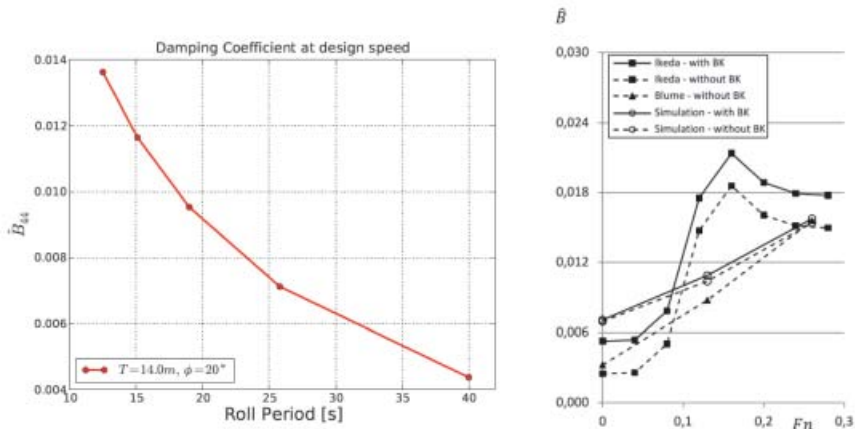 Damping Coefficient at design speed
0.014
0.012
0.010
0.008
0.006
0.004
B̂₄₄
10
15
20
25
30
35
40
Roll Period [s]
T=14.0m, ϕ=20°
B̂
0,030
0,024
0,018
0,012
0,006
0,000
0
0,1
0,2
0,3
Fn
Ikeda - with BK
Ikeda - without BK
Blume - without BK
Simulation - with BK
Simulation - without BK